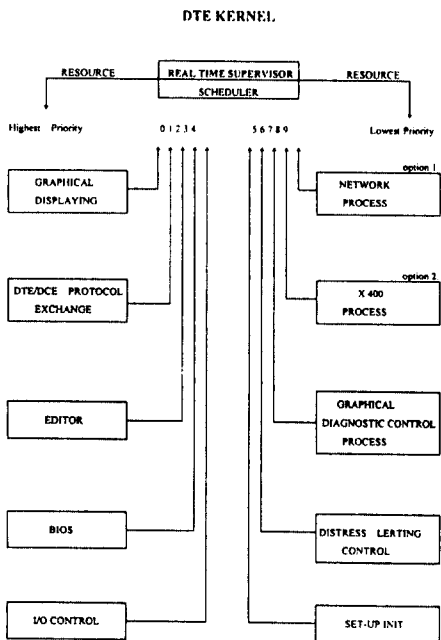 DTE KERNEL
RESOURCE
REAL TIME SUPERVISOR
SCHEDULER
RESOURCE
Highest Priority
0 1 2 3 4
5 6 7 8 9
Lowest Priority
GRAPHICAL
DISPLAYING
option 1
NETWORK
PROCESS
DTE/DCE PROTOCOL
EXCHANGE
option 2
X 400
PROCESS
EDITOR
GRAPHICAL
DIAGNOSTIC CONTROL
PROCESS
BIOS
DISTRESS LERTING
CONTROL
I/O CONTROL
SET-UP INIT